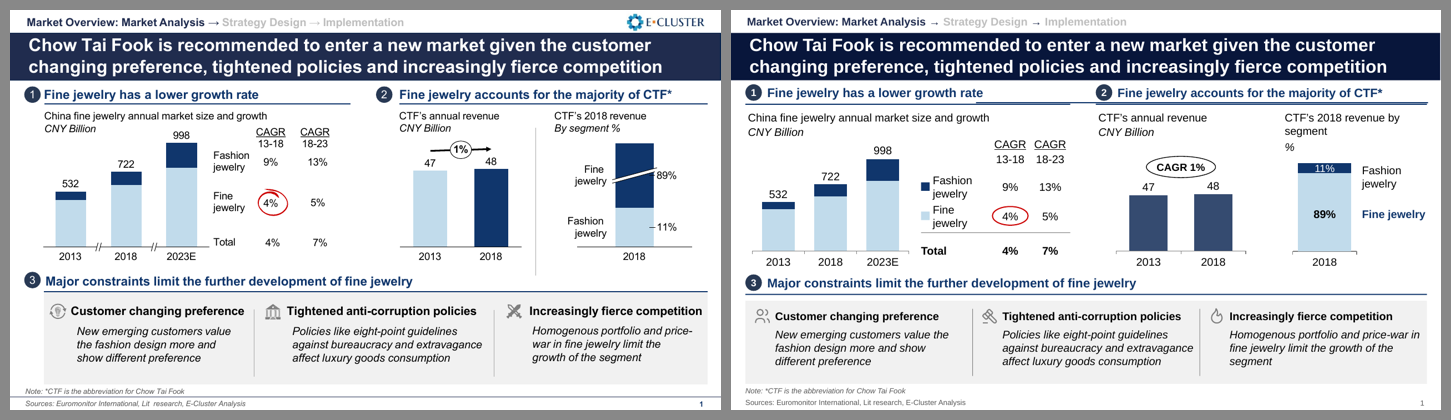 Market Overview: Market Analysis → Strategy Design → Implementation
E•CLUSTER
Chow Tai Fook is recommended to enter a new market given the customer
changing preference, tightened policies and increasingly fierce competition
1 Fine jewelry has a lower growth rate
China fine jewelry annual market size and growth
CNY Billion
CAGR
13-18
CAGR
18-23
532
722
998
Fashion
jewelry
9%
13%
Fine
jewelry
4%
5%
Total
4%
7%
2013
2018
2023E
2 Fine jewelry accounts for the majority of CTF*
CTF's annual revenue
CNY Billion
1%
47
48
2013
2018
CTF's 2018 revenue
By segment %
Fine
jewelry
89%
Fashion
jewelry
11%
2018
3 Major constraints limit the further development of fine jewelry
Customer changing preference
New emerging customers value
the fashion design more and
show different preference
Tightened anti-corruption policies
Policies like eight-point guidelines
against bureaucracy and extravagance
affect luxury goods consumption
Increasingly fierce competition
Homogenous portfolio and price-
war in fine jewelry limit the
growth of the segment
Note: *CTF is the abbreviation for Chow Tai Fook
Sources: Euromonitor International, Lit research, E-Cluster Analysis
1
Market Overview: Market Analysis → Strategy Design → Implementation
Chow Tai Fook is recommended to enter a new market given the customer
changing preference, tightened policies and increasingly fierce competition
1 Fine jewelry has a lower growth rate
China fine jewelry annual market size and growth
CNY Billion
CAGR
13-18
CAGR
18-23
532
722
998
Fashion
jewelry
9%
13%
Fine
jewelry
4%
5%
Total
4%
7%
2013
2018
2023E
2 Fine jewelry accounts for the majority of CTF*
CTF's annual revenue
CNY Billion
CAGR 1%
47
48
2013
2018
CTF's 2018 revenue by
segment
%
11%
Fashion
jewelry
89%
Fine jewelry
2018
3 Major constraints limit the further development of fine jewelry
Customer changing preference
New emerging customers value the
fashion design more and show
different preference
Tightened anti-corruption policies
Policies like eight-point guidelines
against bureaucracy and extravagance
affect luxury goods consumption
Increasingly fierce competition
Homogenous portfolio and price-war in
fine jewelry limit the growth of the
segment
Note: *CTF is the abbreviation for Chow Tai Fook
Sources: Euromonitor International, Lit research, E-Cluster Analysis
1